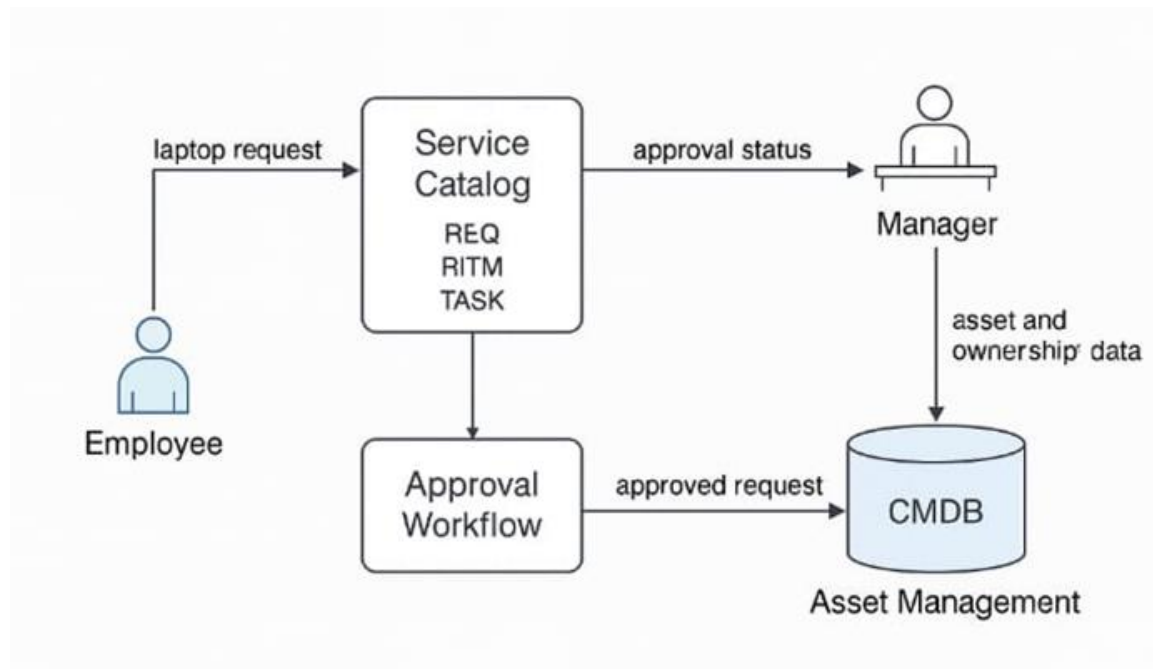 laptop request
Service
Catalog
REQ
RITM
TASK
approval status
Manager
asset and
ownership' data
Employee
Approval
Workflow
approved request
CMDB
Asset Management